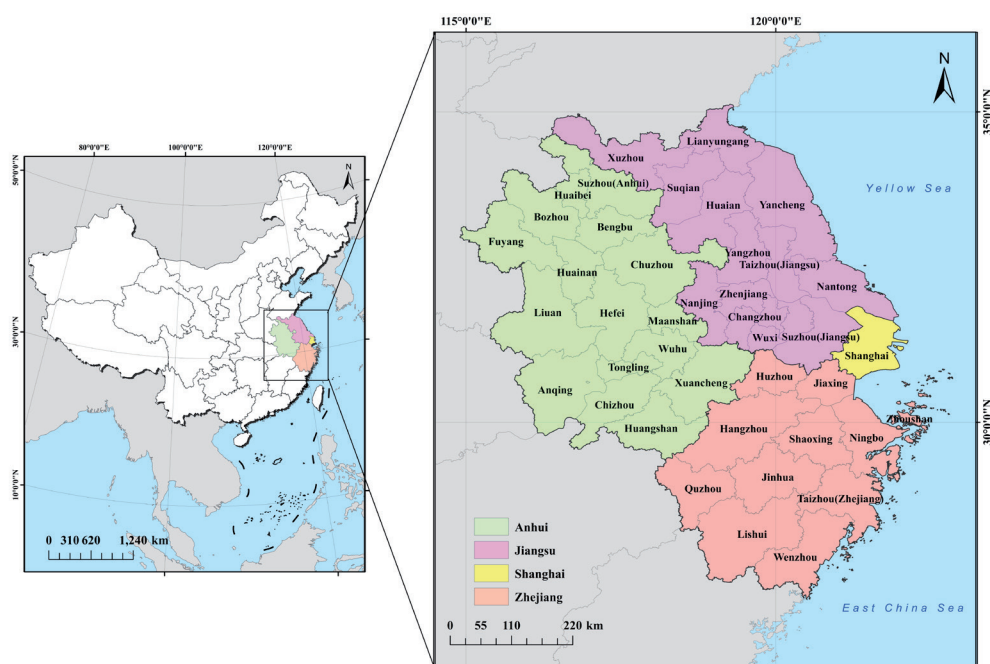 80°0'0"E
100°0'0"E
120°0'0"E
50°0'0"N
30°0'0"N
10°0'0"N
N
0 310 620 1,240 km
115°0'0"E
120°0'0"E
35°0'0"N
30°0'0"N
N
Yellow Sea
East China Sea
Lianyungang
Xuzhou
Suzhou(Anhui)
Suqian
Huaibei
Huaian
Yancheng
Bozhou
Bengbu
Fuyang
Yangzhou
Chuzhou
Taizhou(Jiangsu)
Huainan
Nantong
Zhenjiang
Nanjing
Liuan
Hefei
Maanshan
Changzhou
Wuxi
Suzhou(Jiangsu)
Wuhu
Shanghai
Tongling
Huzhou
Jiaxing
Anqing
Xuancheng
Chizhou
Zhoushan
Huangshan
Hangzhou
Shaoxing
Ningbo
Quzhou
Jinhua
Taizhou(Zhejiang)
Lishui
Wenzhou
Anhui
Jiangsu
Shanghai
Zhejiang
0 55 110 220 km